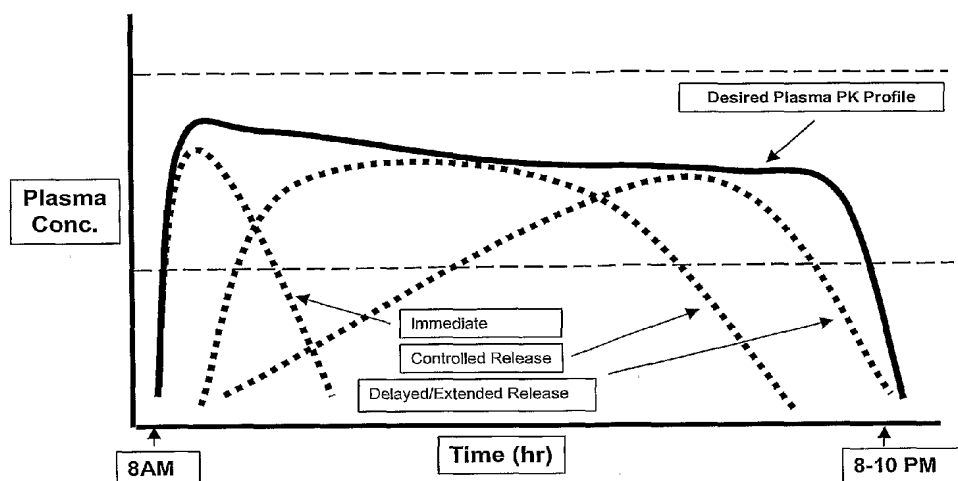 Desired Plasma PK Profile
Plasma
Conc.
Immediate
Controlled Release
Delayed/Extended Release
Time (hr)
8AM
8-10 PM